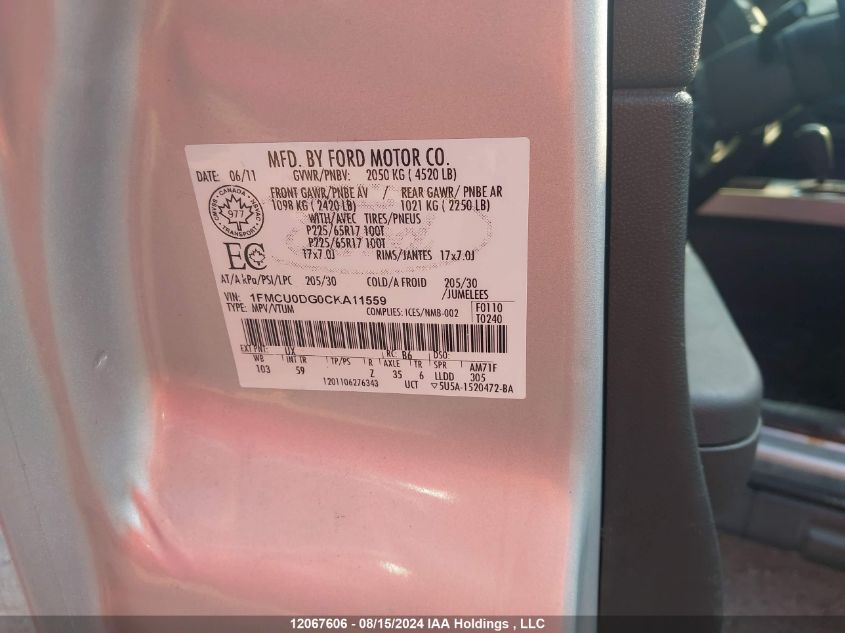 MFD. BY FORD MOTOR CO.
DATE: 06/11 GVWR/PNBV: 2050 KG ( 4520 LB)
FRONT GAWR/PNBE AV / REAR GAWR/ PNBE AR
1098 KG ( 2420 LB) 1021 KG ( 2250 LB)
WITH/AVEC TIRES/PNEUS
P225/65R17 100T
P225/65R17 100T
17x7.0J RIMS/JANTES 17x7.0J
CANADA
977
TRANSPORT
EC
AT/A kPa/PSI/LPC 205/30 COLD/A FROID 205/30
/JUMELEES
VIN: 1FMCU0DG0CKA11559
TYPE: MPV/VTUM COMPLIES: ICES/NMB-002
F0110
T0240
EXT PNT: UX RC: B6 DSO:
WB INT TR TP/PS R AXLE TR SPR AM71F
103 59 Z 35 6 LLDD 305
1201106276343 UCT 5U5A-1520472-BA
12067606 - 08/15/2024 IAA Holdings , LLC